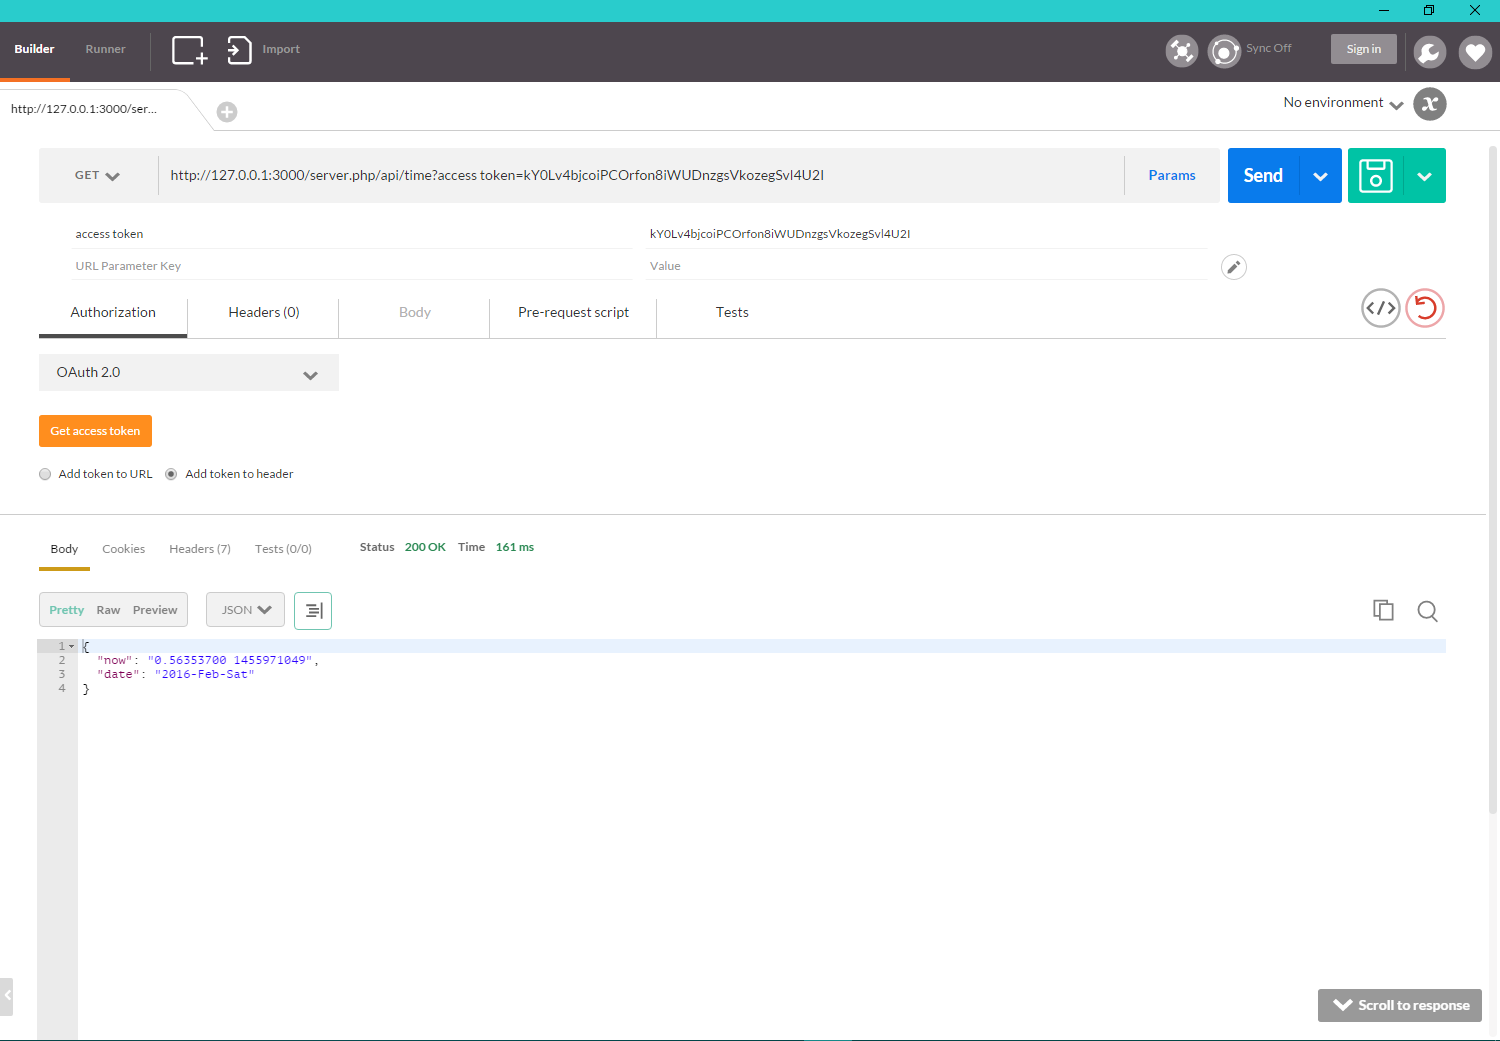 Builder Runner Import Sync Off Sign in
http://127.0.0.1:3000/ser... No environment x
GET http://127.0.0.1:3000/server.php/api/time?access token=kY0Lv4bjcoiPCOrfon8iWUDnzgsVkozegSvl4U2I Params Send
access token kY0Lv4bjcoiPCOrfon8iWUDnzgsVkozegSvl4U2I
URL Parameter Key Value
Authorization Headers (0) Body Pre-request script Tests </>
OAuth 2.0
Get access token
Add token to URL Add token to header
Body Cookies Headers (7) Tests (0/0) Status 200 OK Time 161 ms
Pretty Raw Preview JSON
1 {
2 "now": "0.56353700 1455971049",
3 "date": "2016-Feb-Sat"
4 }
Scroll to response